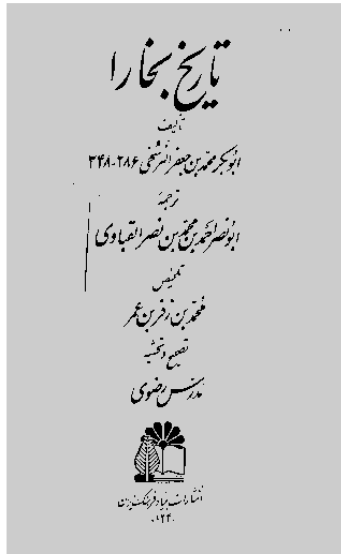 تاریخ بخارا
تألیف
ابوبکر محمد بن جعفر النرشخی ۲۸۶-۳۴۸
ترجمهٔ
ابونصر احمد بن محمد بن نصر القباوی
تلخیص
محمد بن زفر بن عمر
تصحیح و تحشیه
مدرس رضوی
انتشارات بنیاد فرهنگ ایران